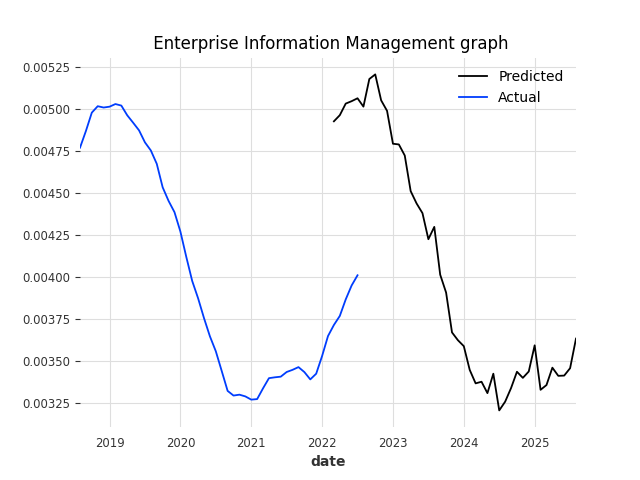 Enterprise Information Management graph
Predicted
Actual
0.00525
0.00500
0.00475
0.00450
0.00425
0.00400
0.00375
0.00350
0.00325
2019 2020 2021 2022 2023 2024 2025
date